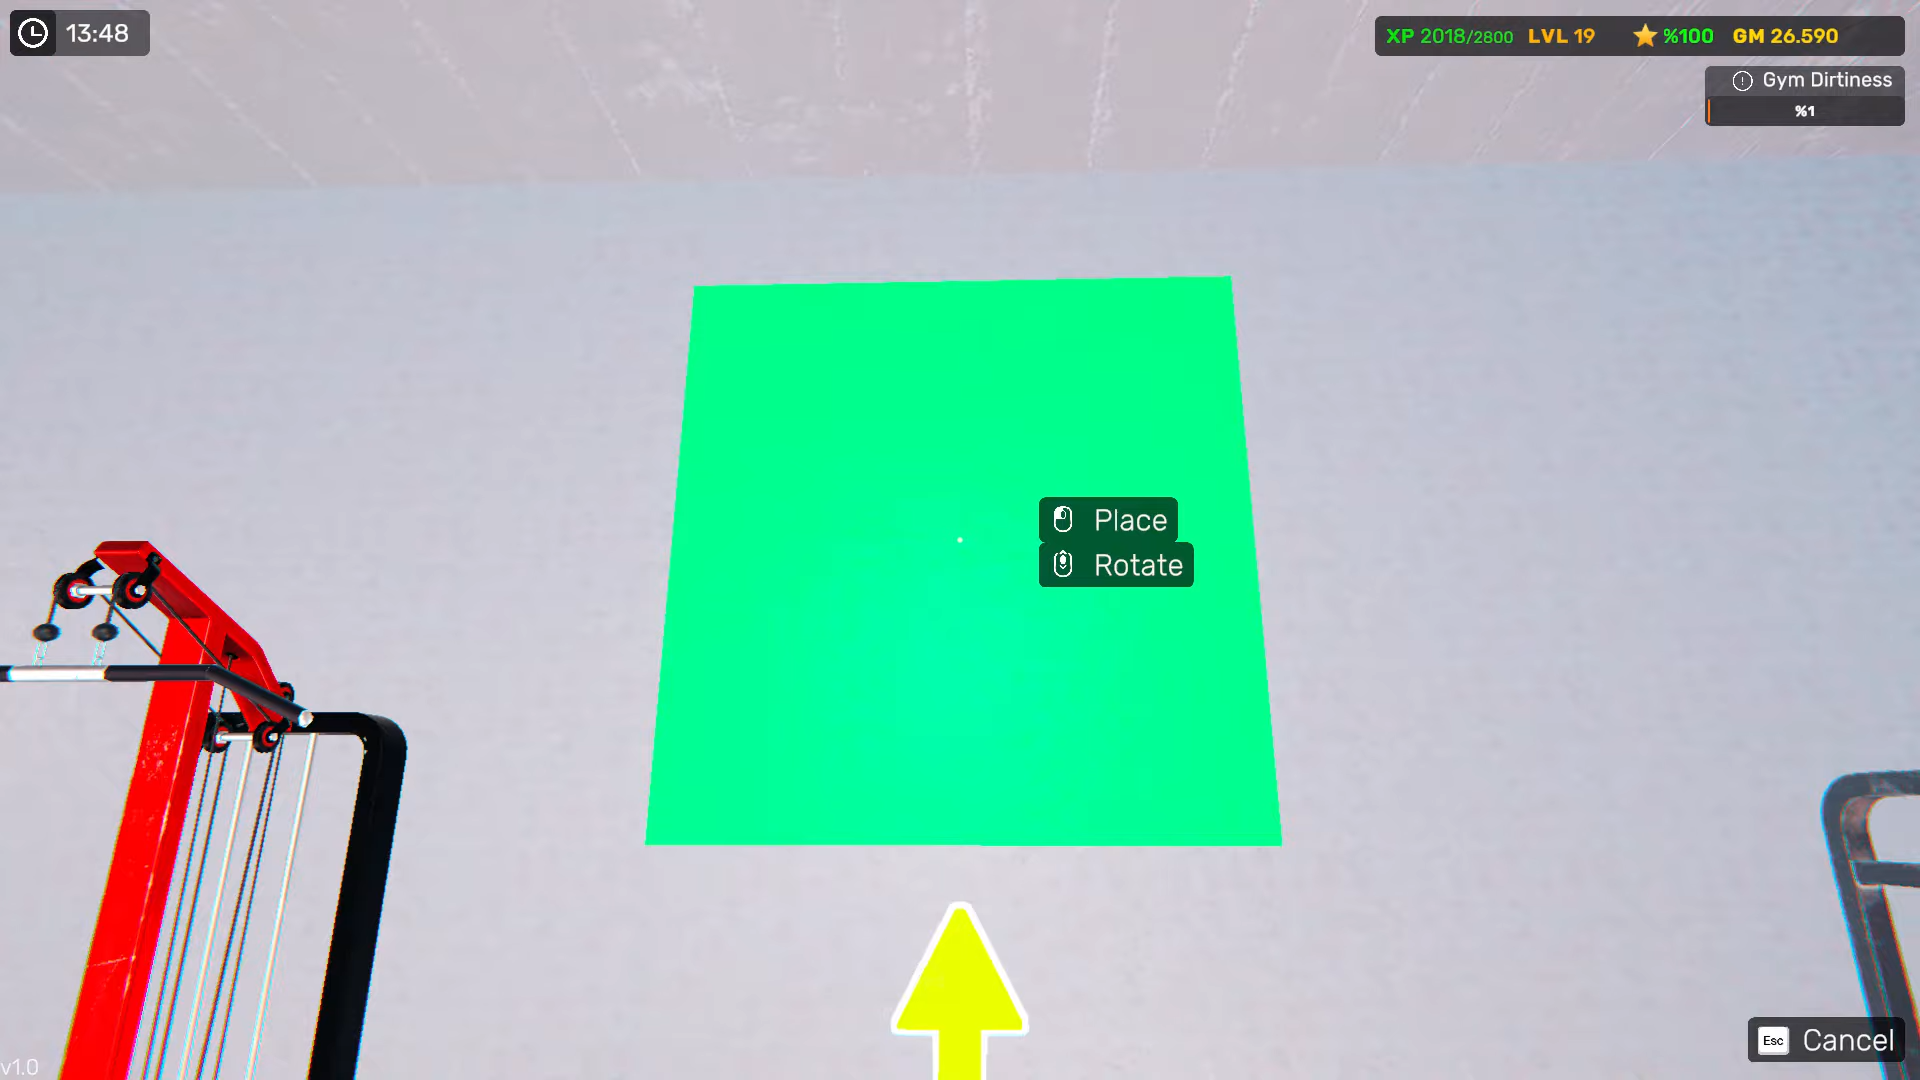 13:48
XP 2018/2800 LVL 19 %100 GM 26.590
Gym Dirtiness
%1
Place
Rotate
Esc Cancel
v1.0